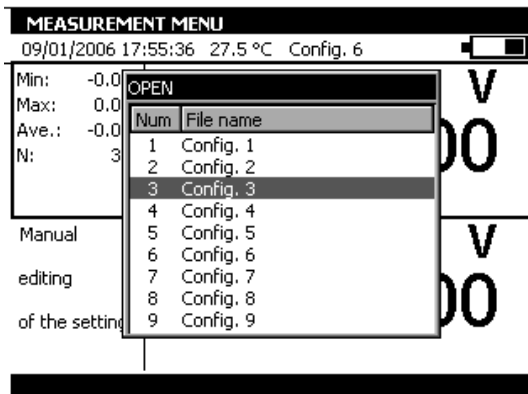 MEASUREMENT MENU
09/01/2006 17:55:36 27.5 °C Config. 6
Min: -0.0
Max: 0.0
Ave.: -0.0
N: 3
V
00
OPEN
Num File name
1 Config. 1
2 Config. 2
3 Config. 3
4 Config. 4
5 Config. 5
6 Config. 6
7 Config. 7
8 Config. 8
9 Config. 9
Manual
editing
of the setting
V
00